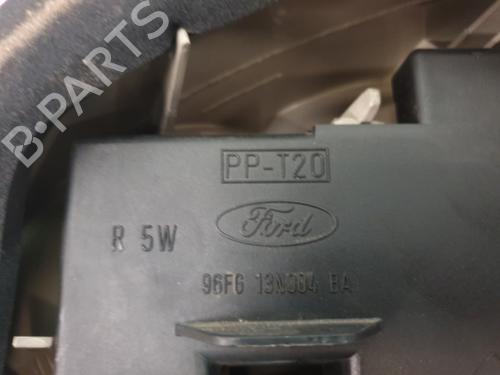 B·PARTS
PP-T20
Ford
R 5W
96FG 13N004 BA